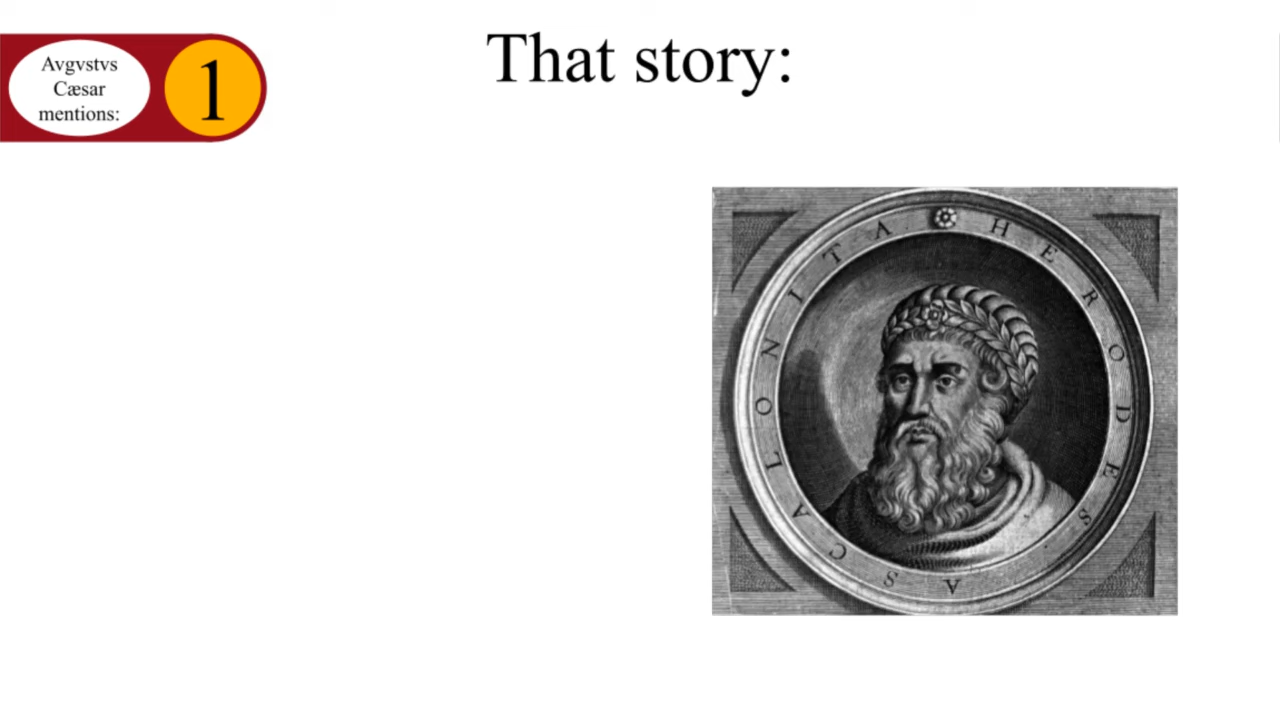 That story:
Avgvstvs
Cæsar
mentions:
1
HERODES ASCALONITA